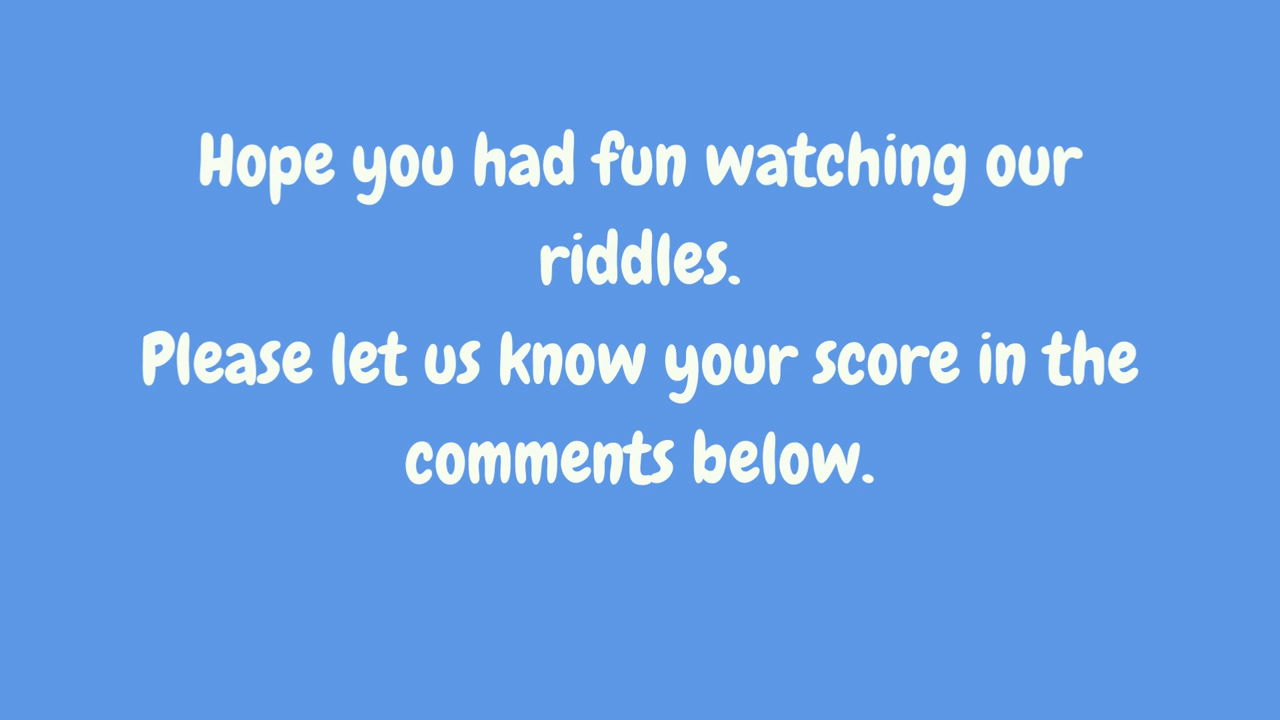 Hope you had fun watching our
riddles.
Please let us know your score in the
comments below.